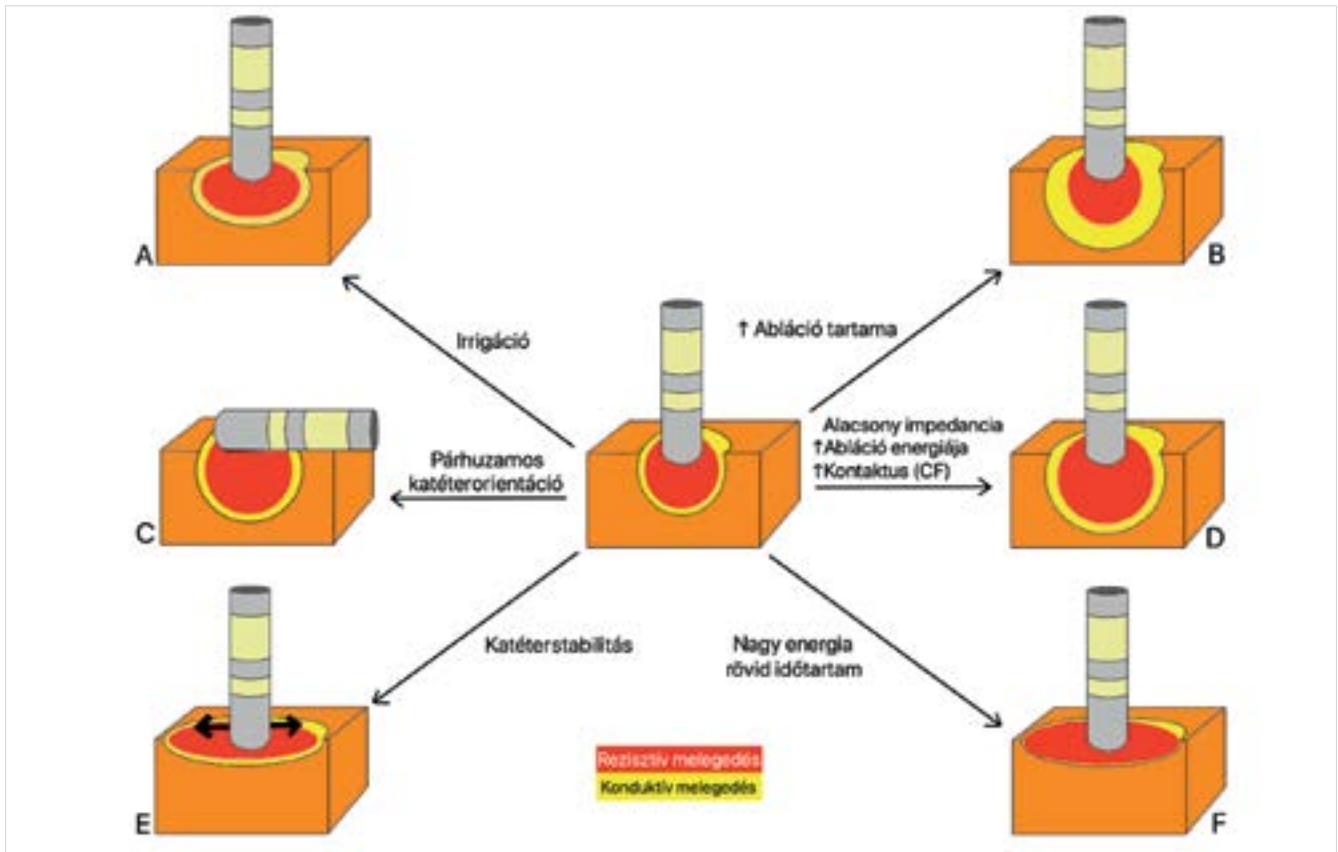 A
B
Irrigáció
↑ Abláció tartama
Alacsony impedancia
↑Abláció energiája
↑Kontaktus (CF)
Párhuzamos
katéterorientáció
C
D
Katéterstabilitás
Nagy energia
rövid időtartam
Rezisztív melegedés
Konduktív melegedés
E
F